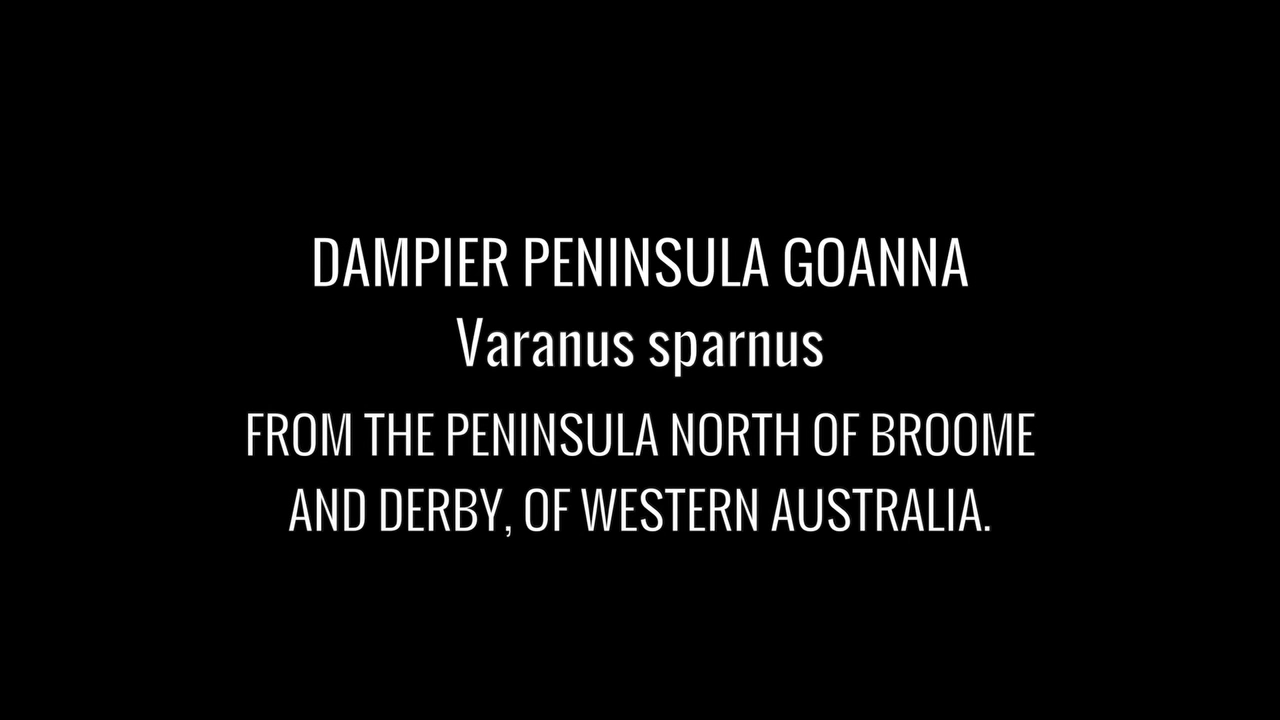 DAMPIER PENINSULA GOANNA
Varanus sparnus
FROM THE PENINSULA NORTH OF BROOME
AND DERBY, OF WESTERN AUSTRALIA.